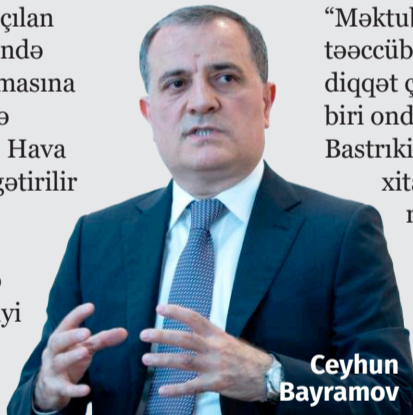 çılan
ndə
masına
ə
Hava
gətirilir
yi
“Məktub
təəccüb
diqqət ç
biri ond
Bastrıki
xita
Ceyhun
Bayramov